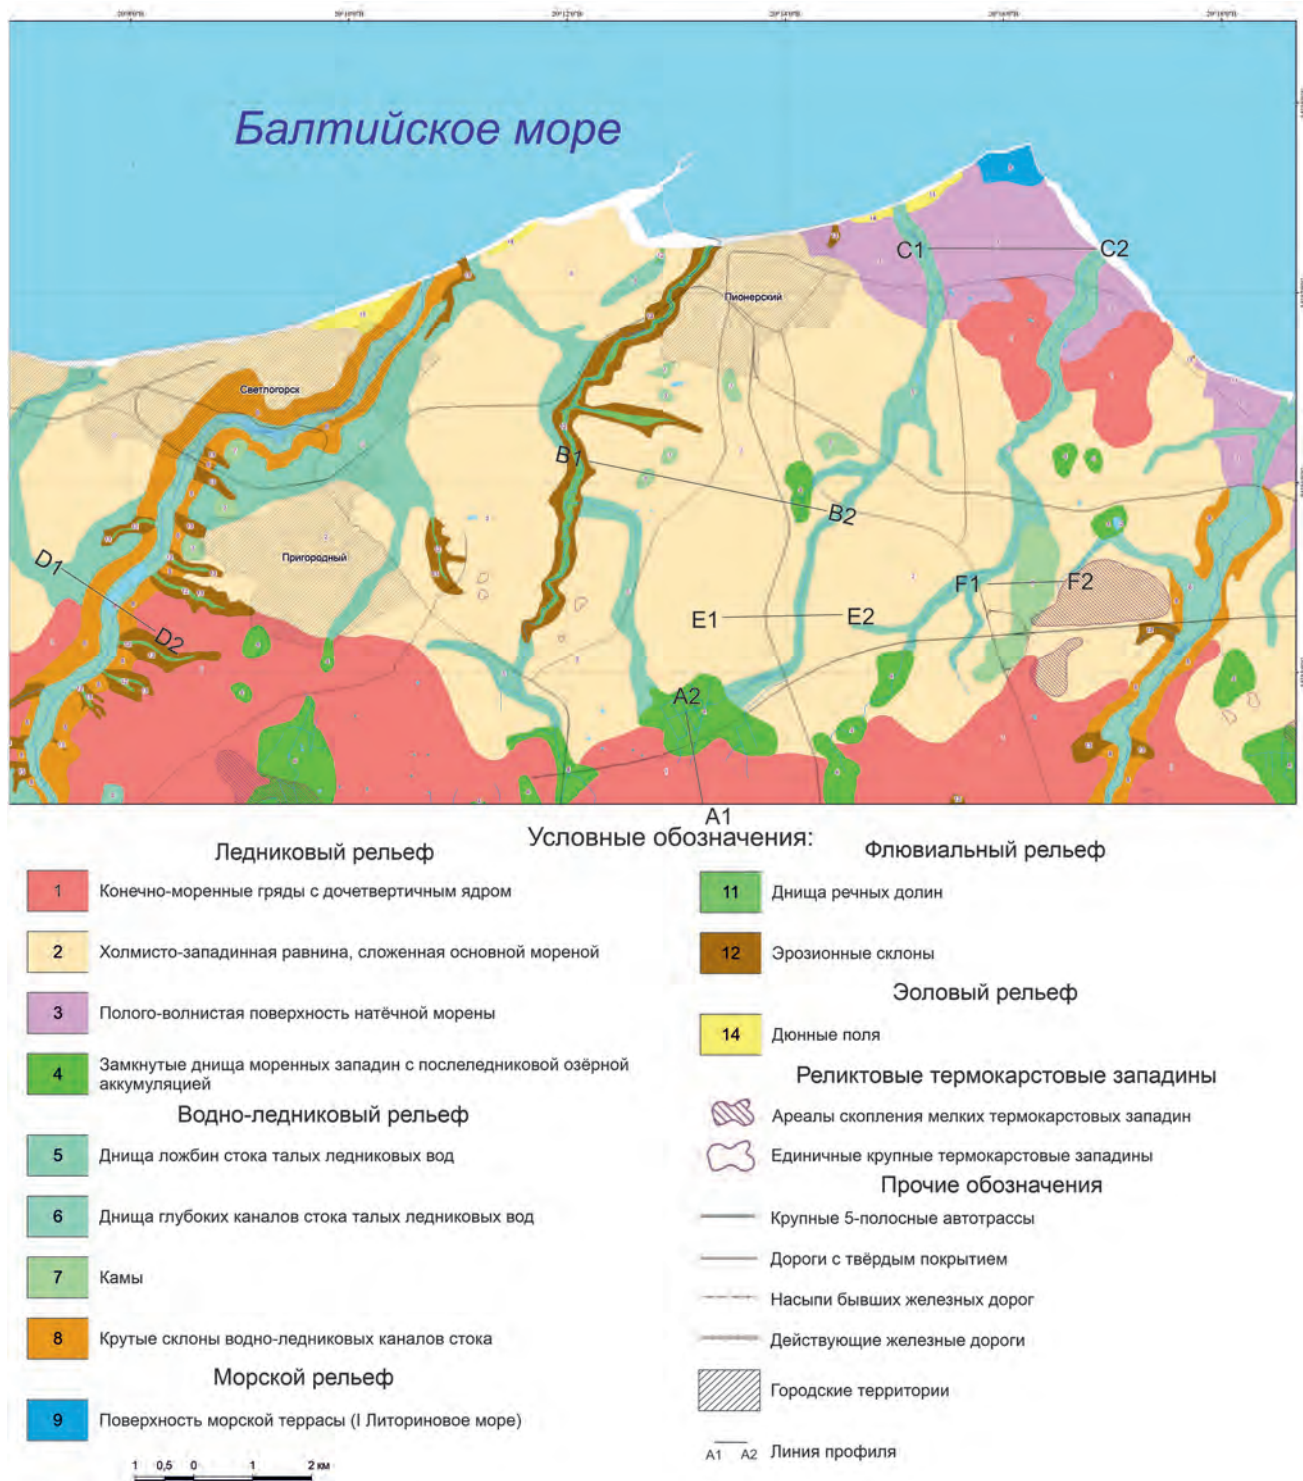 Балтийское море
Пионерский
Светлогорск
Пригородный
C1 C2
B1
B2
D1
D2
E1 E2
F1 F2
A2
A1
Условные обозначения:
Ледниковый рельеф
1 Конечно-моренные гряды с дочетвертичным ядром
2 Холмисто-западинная равнина, сложенная основной мореной
3 Полого-волнистая поверхность натёчной морены
4 Замкнутые днища моренных западин с послеледниковой озёрной
аккумуляцией
Водно-ледниковый рельеф
5 Днища ложбин стока талых ледниковых вод
6 Днища глубоких каналов стока талых ледниковых вод
7 Камы
8 Крутые склоны водно-ледниковых каналов стока
Морской рельеф
9 Поверхность морской террасы (I Литориновое море)
1 0,5 0 1 2 км
Флювиальный рельеф
11 Днища речных долин
12 Эрозионные склоны
Эоловый рельеф
14 Дюнные поля
Реликтовые термокарстовые западины
Ареалы скопления мелких термокарстовых западин
Единичные крупные термокарстовые западины
Прочие обозначения
Крупные 5-полосные автотрассы
Дороги с твёрдым покрытием
Насыпи бывших железных дорог
Действующие железные дороги
Городские территории
A1 A2 Линия профиля